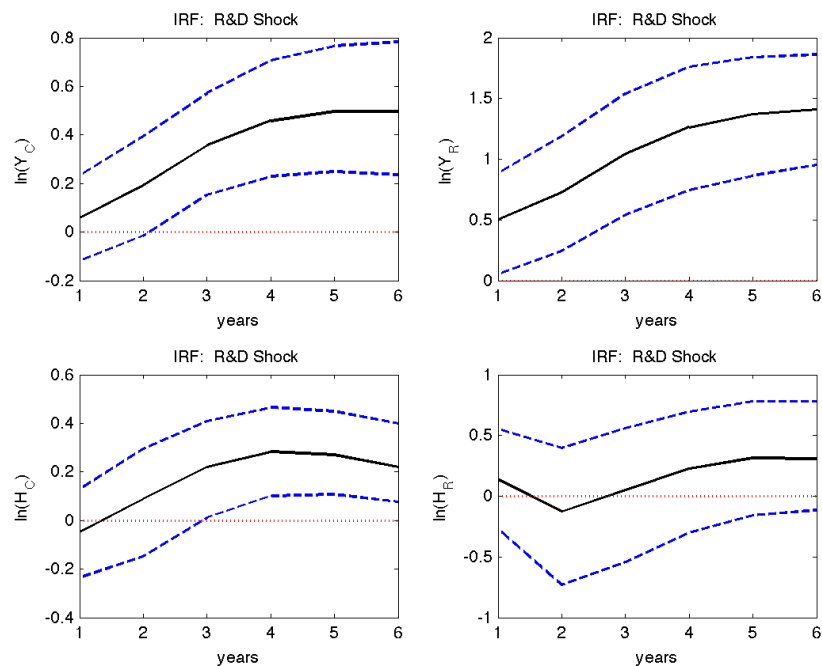 IRF: R&D Shock
0.8
0.6
0.4
0.2
0
-0.2
ln(Y_C)
1 2 3 4 5 6
years
IRF: R&D Shock
2
1.5
1
0.5
0
ln(Y_R)
1 2 3 4 5 6
years
IRF: R&D Shock
0.6
0.4
0.2
0
-0.2
-0.4
ln(H_C)
1 2 3 4 5 6
years
IRF: R&D Shock
1
0.5
0
-0.5
-1
ln(H_R)
1 2 3 4 5 6
years